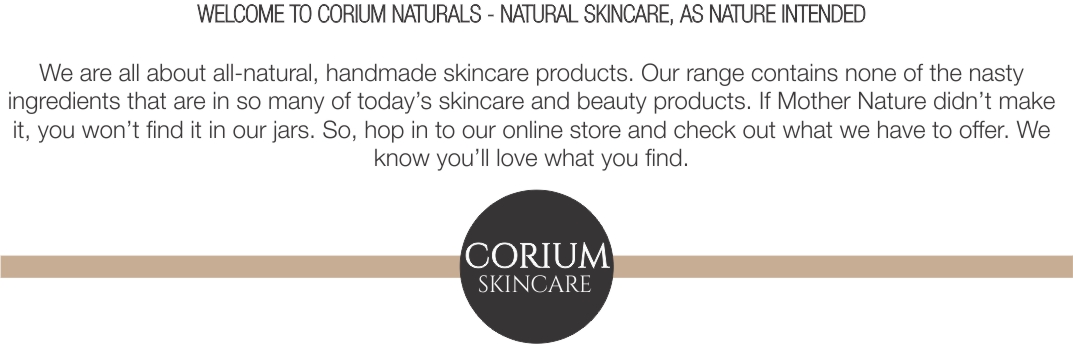 WELCOME TO CORIUM NATURALS - NATURAL SKINCARE, AS NATURE INTENDED
We are all about all-natural, handmade skincare products. Our range contains none of the nasty
ingredients that are in so many of today’s skincare and beauty products. If Mother Nature didn’t make
it, you won’t find it in our jars. So, hop in to our online store and check out what we have to offer. We
know you’ll love what you find.
CORIUM
SKINCARE